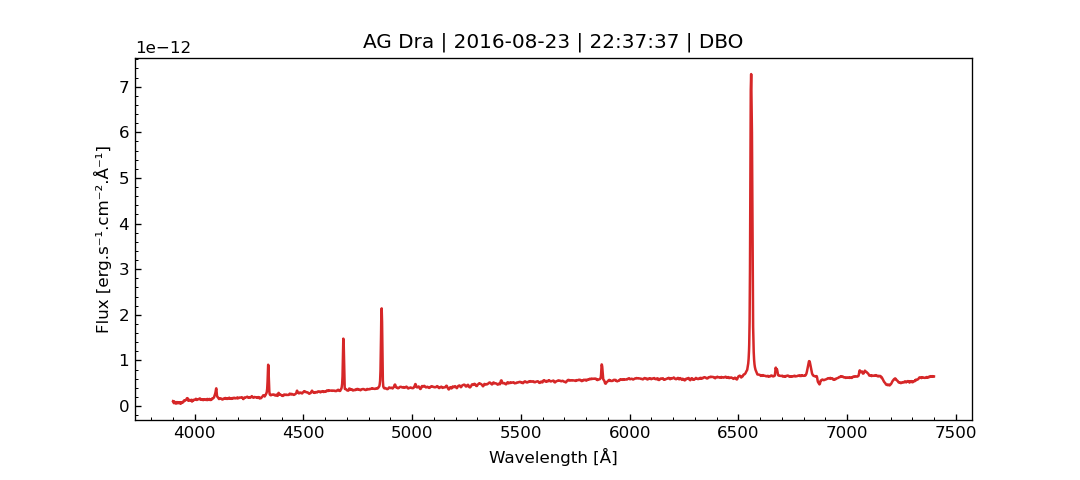 AG Dra | 2016-08-23 | 22:37:37 | DBO
1e−12
7
6
5
4
3
2
1
0
Flux [erg.s⁻¹.cm⁻².Å⁻¹]
4000 4500 5000 5500 6000 6500 7000 7500
Wavelength [Å]